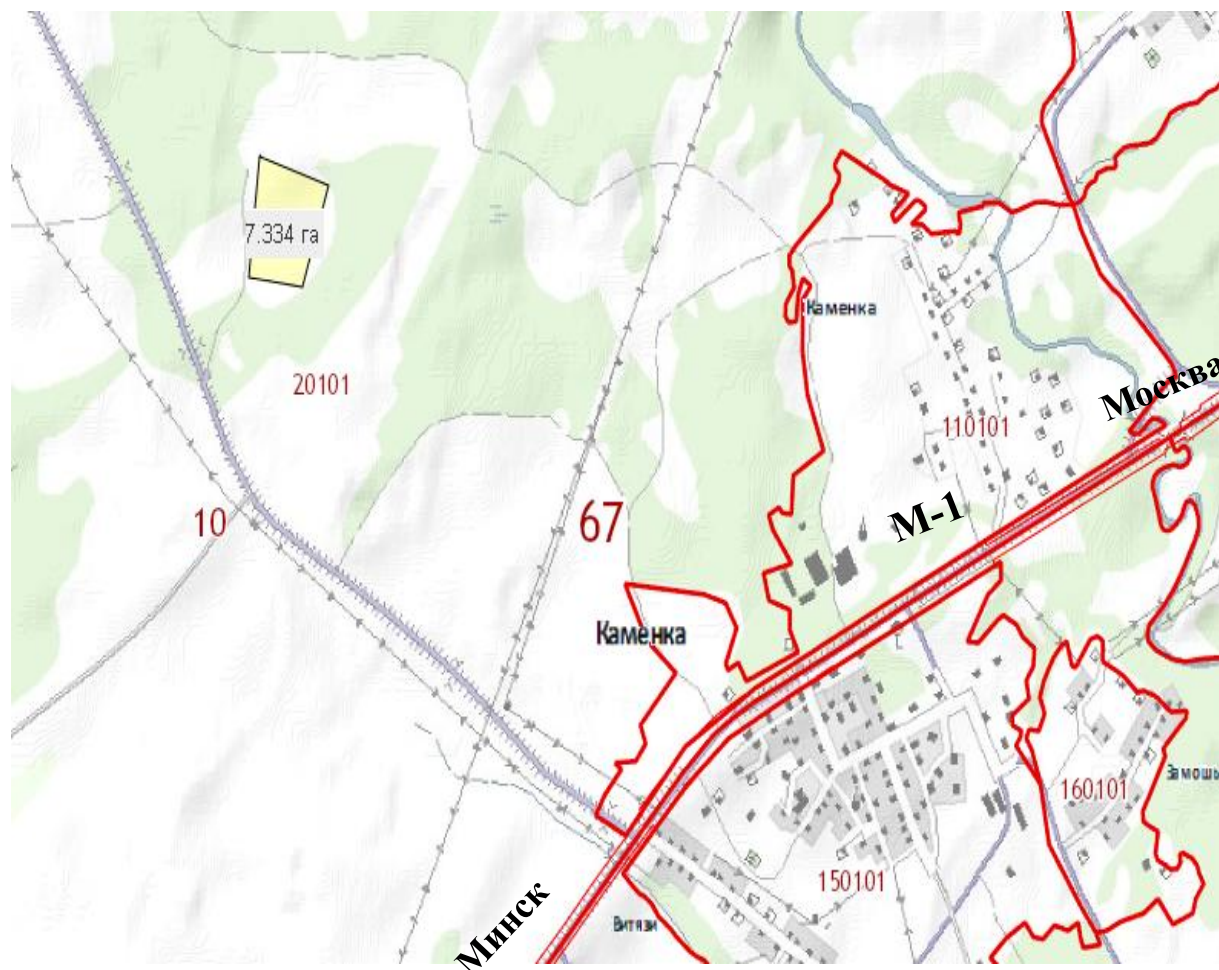 7.334 га
Каменка
Москва
20101
110101
М-1
10
67
Каменка
Замошь
160101
150101
Витязи
Минск